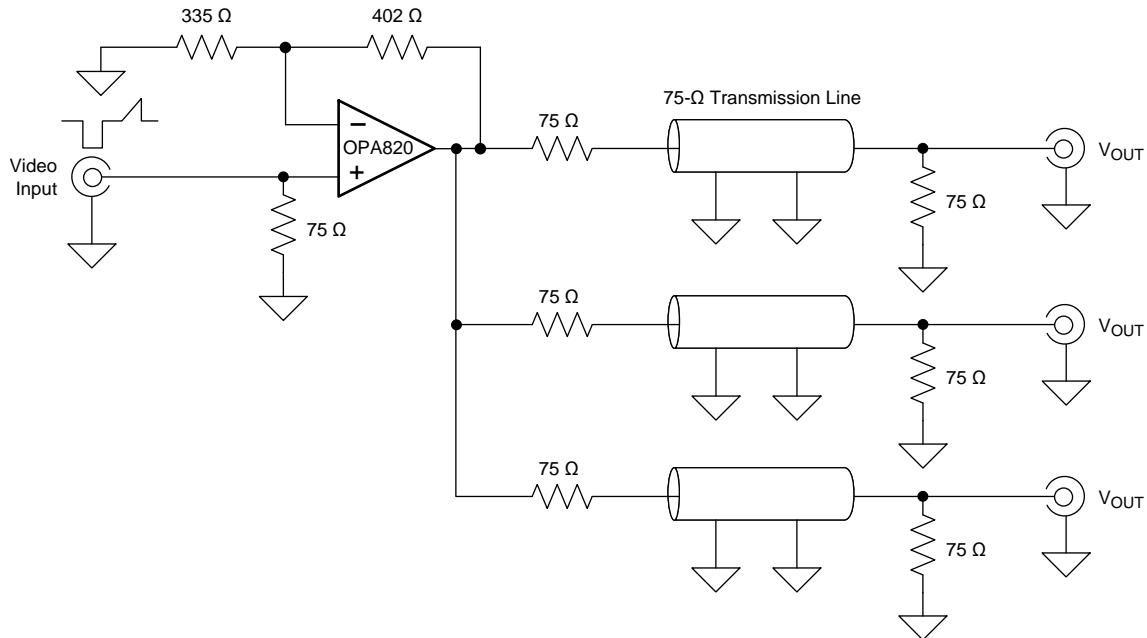 335 Ω
402 Ω
75-Ω Transmission Line
75 Ω
−
OPA820
+
Video
Input
75 Ω
75 Ω
VOUT
75 Ω
75 Ω
VOUT
75 Ω
75 Ω
VOUT